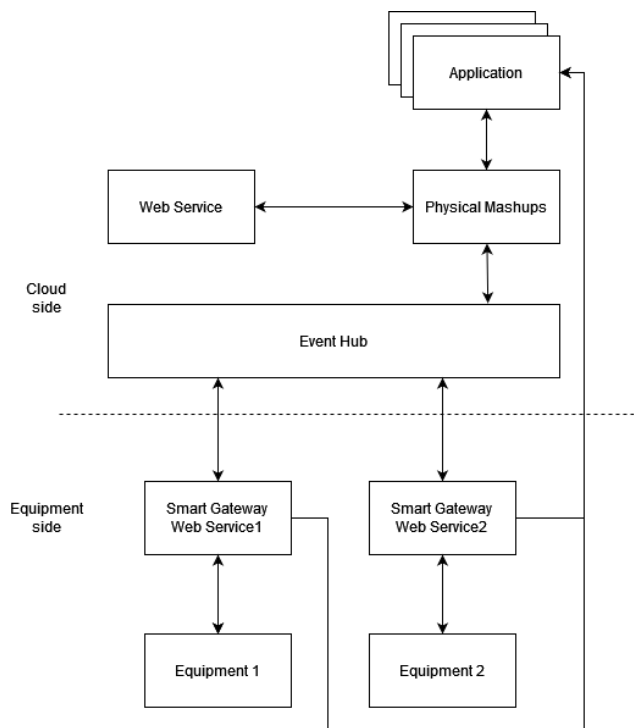 Application
Web Service
Physical Mashups
Cloud
side
Event Hub
Equipment
side
Smart Gateway
Web Service1
Smart Gateway
Web Service2
Equipment 1
Equipment 2